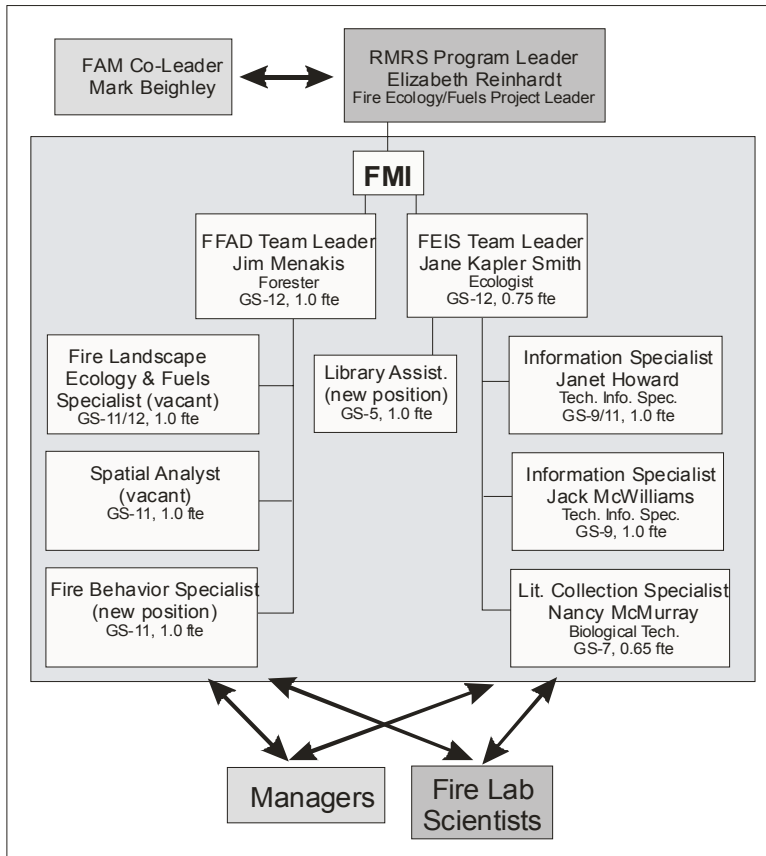 FAM Co-Leader
Mark Beighley
RMRS Program Leader
Elizabeth Reinhardt
Fire Ecology/Fuels Project Leader
FMI
FFAD Team Leader
Jim Menakis
Forester
GS-12, 1.0 fte
FEIS Team Leader
Jane Kapler Smith
Ecologist
GS-12, 0.75 fte
Fire Landscape
Ecology & Fuels
Specialist (vacant)
GS-11/12, 1.0 fte
Library Assist.
(new position)
GS-5, 1.0 fte
Information Specialist
Janet Howard
Tech. Info. Spec.
GS-9/11, 1.0 fte
Spatial Analyst
(vacant)
GS-11, 1.0 fte
Information Specialist
Jack McWilliams
Tech. Info. Spec.
GS-9, 1.0 fte
Fire Behavior Specialist
(new position)
GS-11, 1.0 fte
Lit. Collection Specialist
Nancy McMurray
Biological Tech.
GS-7, 0.65 fte
Managers
Fire Lab
Scientists